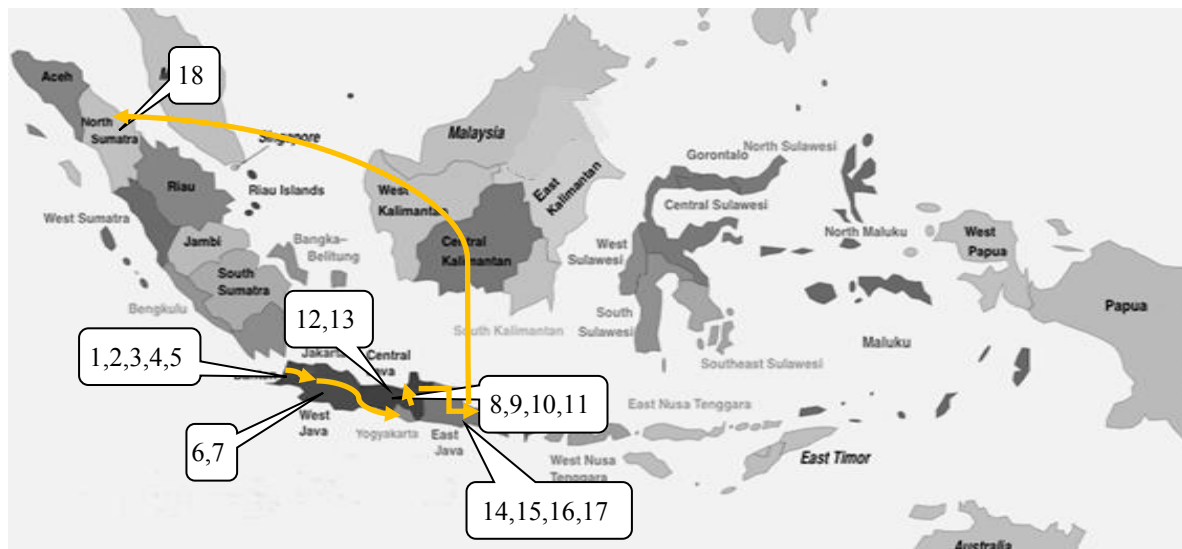 Aceh
18
North
Sumatra
Singapore
Malaysia
Riau
Riau Islands
West
Kalimantan
East
Kalimantan
Gorontalo
North Sulawesi
Central Sulawesi
West Sumatra
Jambi
Bangka–
Belitung
Central
Kalimantan
West
Sulawesi
North Maluku
West
Papua
South
Sumatra
Bengkulu
South
Sulawesi
South Kalimantan
Southeast Sulawesi
Maluku
Papua
12,13
Jakarta
Central
1,2,3,4,5
8,9,10,11
East Nusa Tenggara
West
Java
Yogyakarta
East
Java
6,7
West Nusa
Tenggara
East Timor
14,15,16,17
Australia